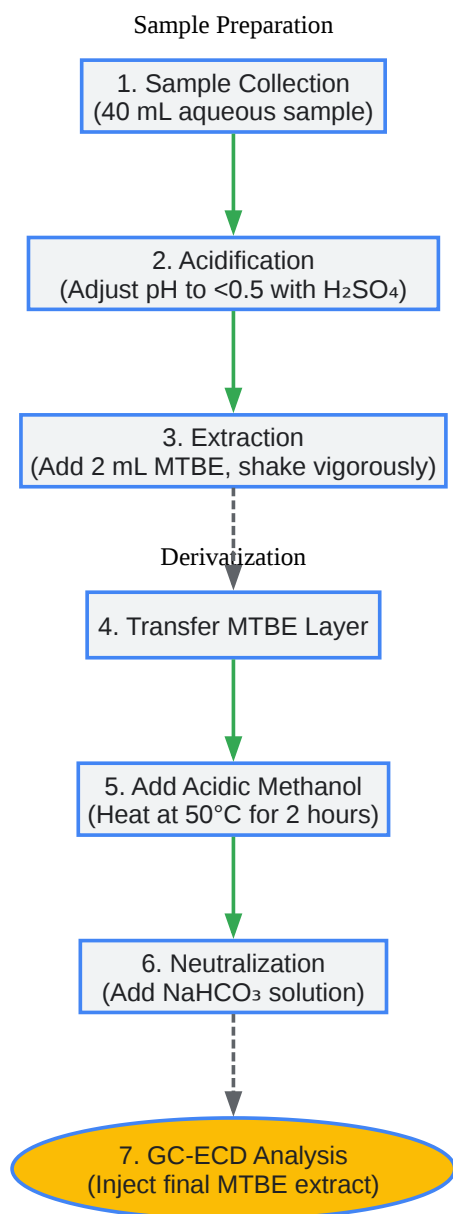 Sample Preparation
1. Sample Collection
(40 mL aqueous sample)
2. Acidification
(Adjust pH to <0.5 with H₂SO₄)
3. Extraction
(Add 2 mL MTBE, shake vigorously)
Derivatization
4. Transfer MTBE Layer
5. Add Acidic Methanol
(Heat at 50°C for 2 hours)
6. Neutralization
(Add NaHCO₃ solution)
7. GC-ECD Analysis
(Inject final MTBE extract)